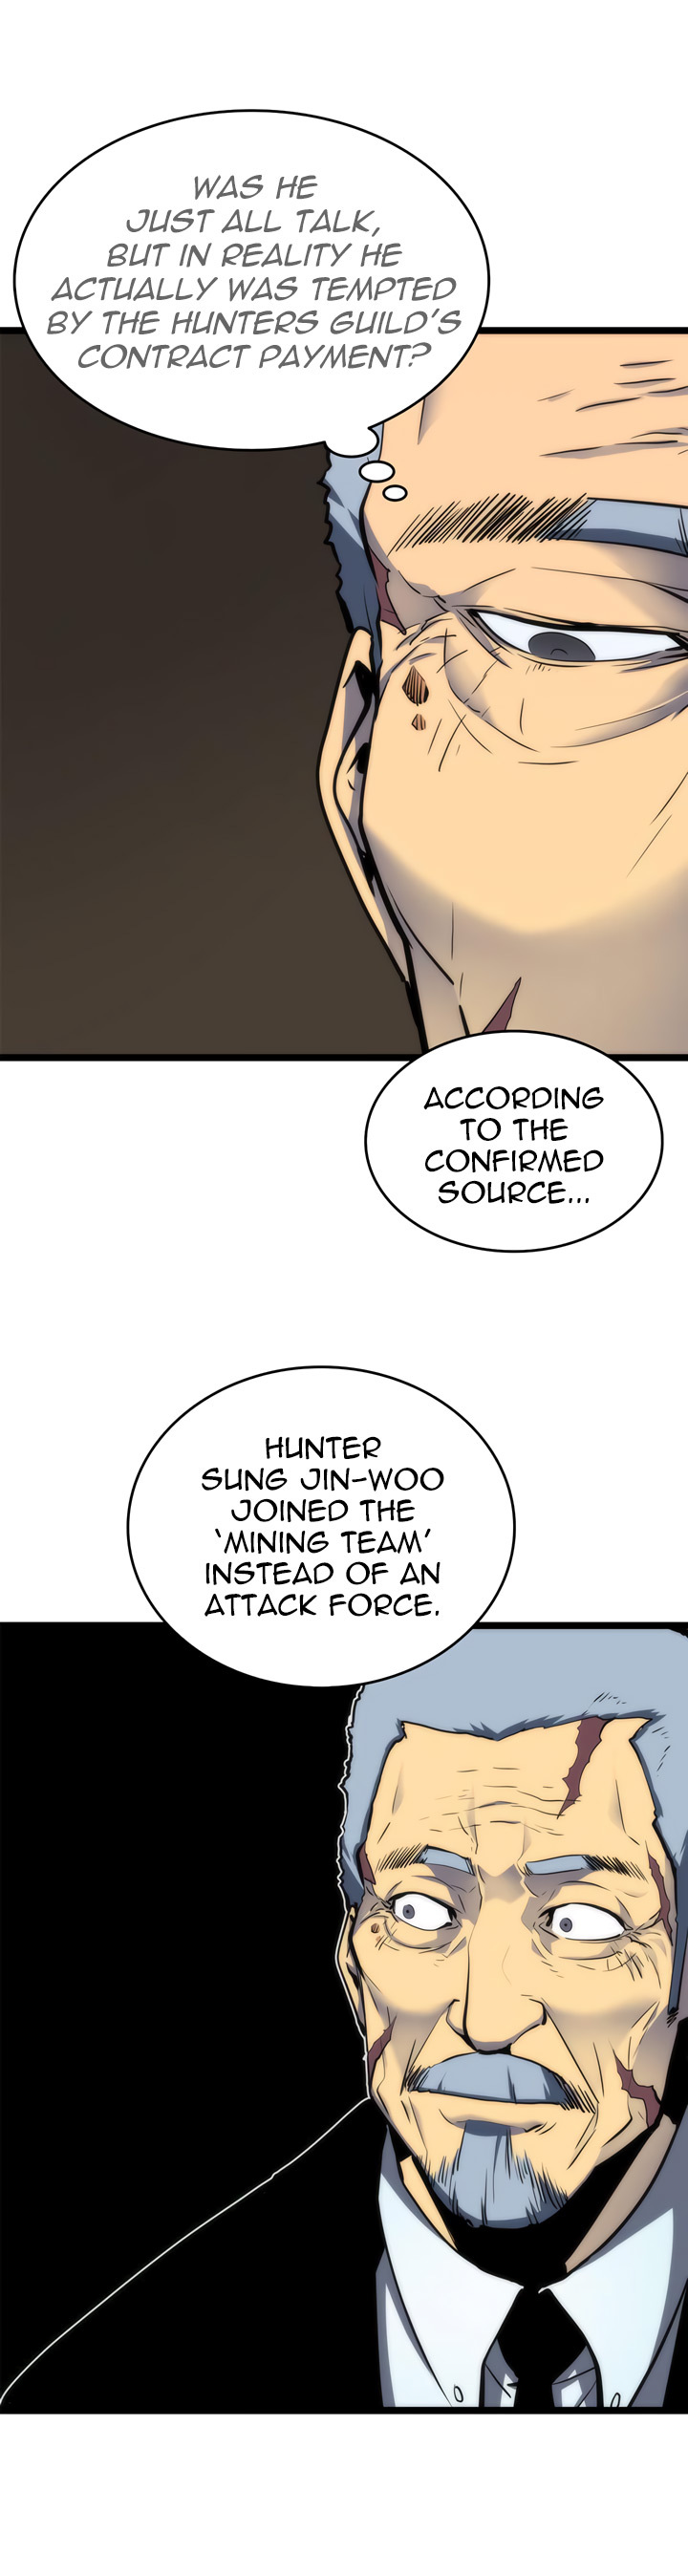 WAS HE
JUST ALL TALK,
BUT IN REALITY HE
ACTUALLY WAS TEMPTED
BY THE HUNTERS GUILD'S
CONTRACT PAYMENT?
ACCORDING
TO THE
CONFIRMED
SOURCE...
HUNTER
SUNG JIN-WOO
JOINED THE
'MINING TEAM'
INSTEAD OF AN
ATTACK FORCE.